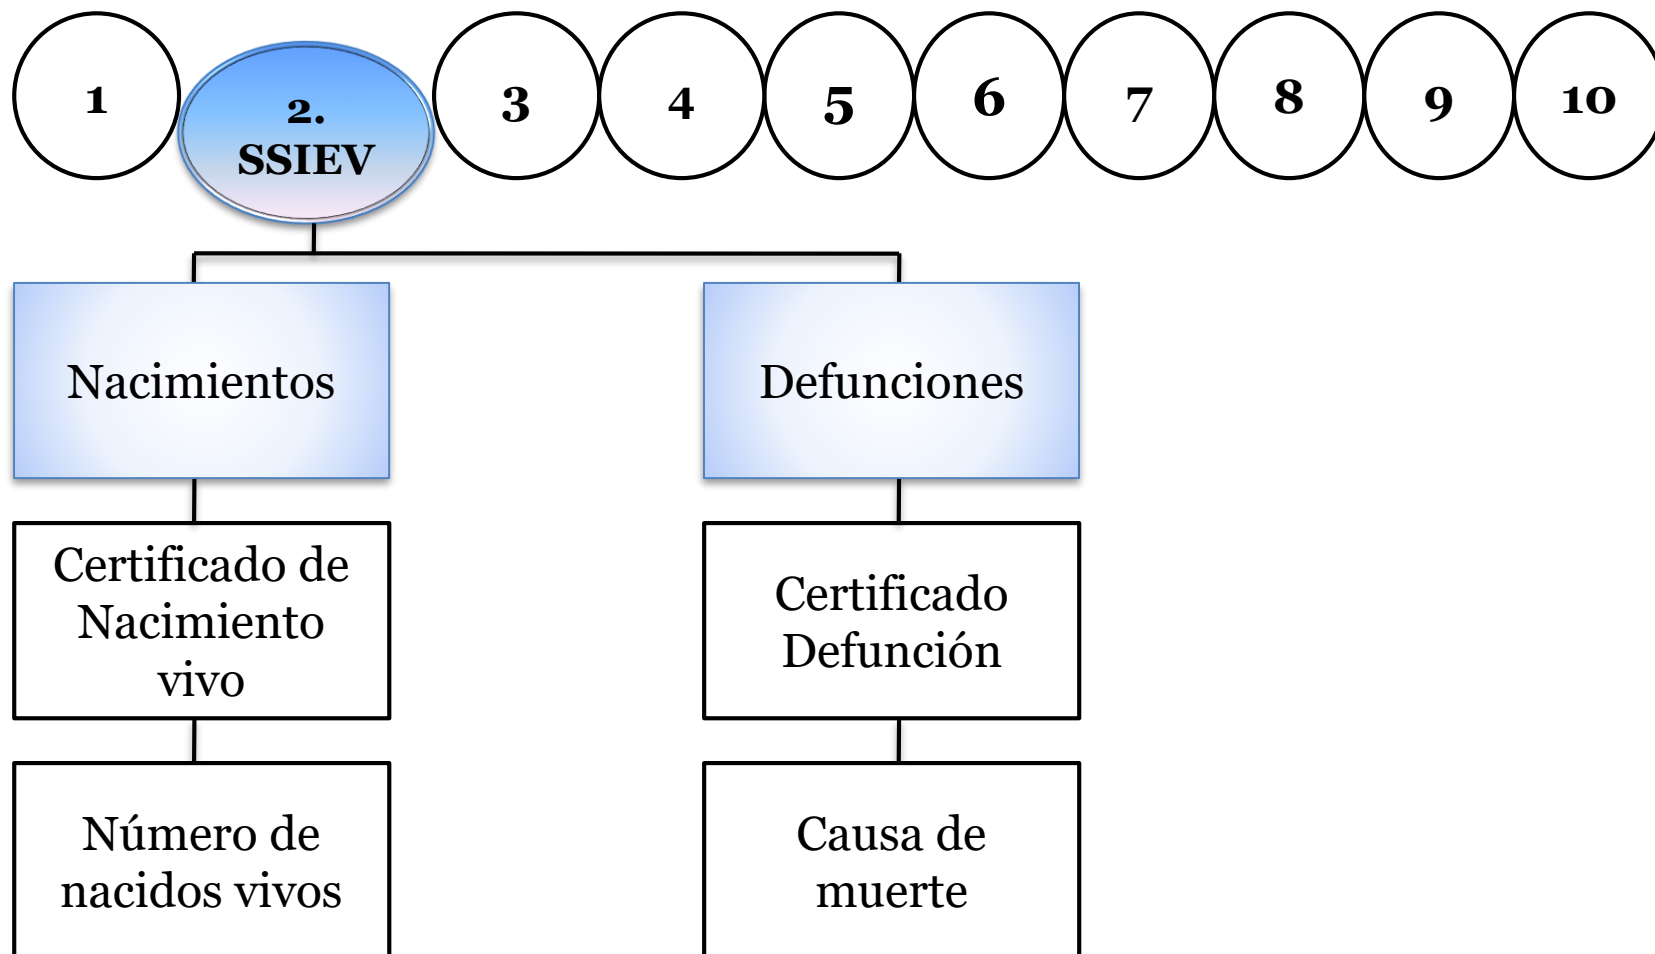 1
2.
SSIEV
3
4
5
6
7
8
9
10
Nacimientos
Defunciones
Certificado de
Nacimiento
vivo
Certificado
Defunción
Número de
nacidos vivos
Causa de
muerte